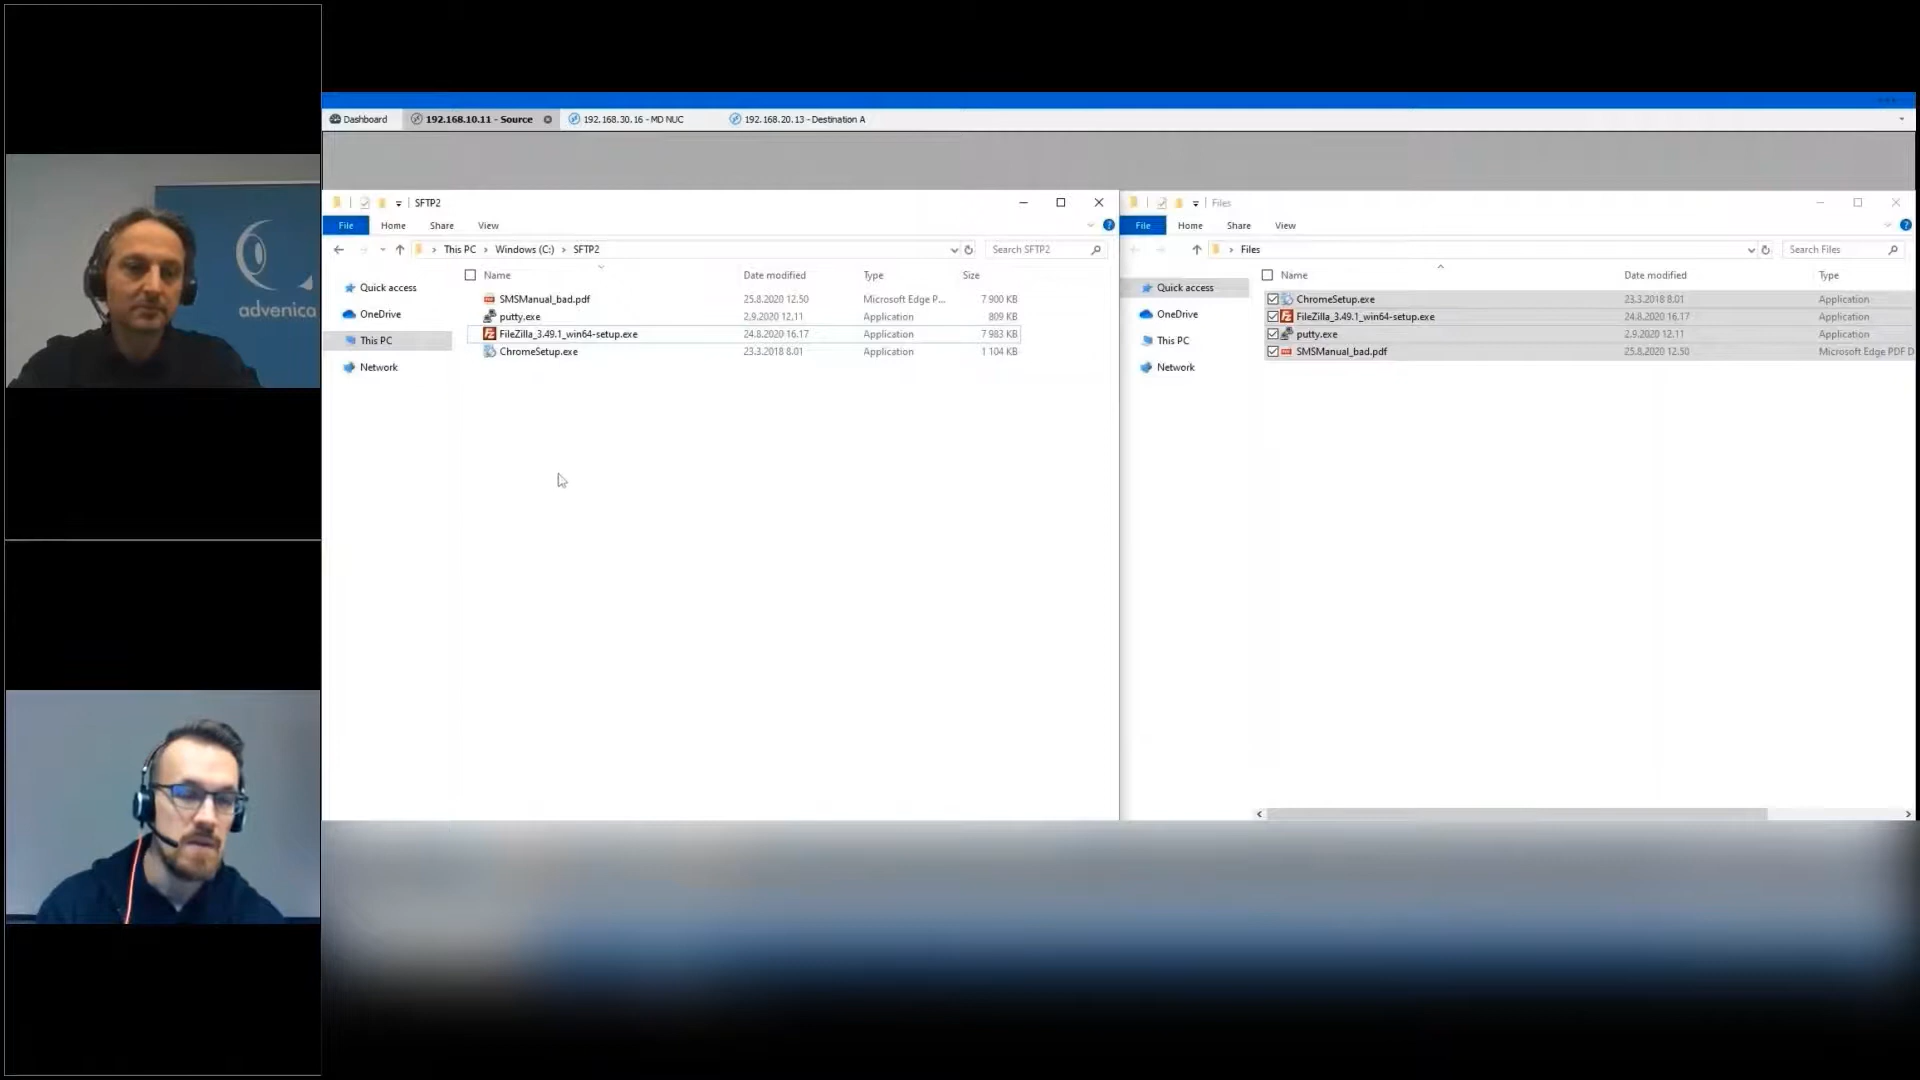 advenica
Dashboard
192.168.10.11 - Source
192.168.30.16 - MD NUC
192.168.20.13 - Destination A
SFTP2
File Home Share View
This PC > Windows (C:) > SFTP2
Search SFTP2
Name Date modified Type Size
Quick access
OneDrive
This PC
Network
SMSManual_bad.pdf 25.8.2020 12.50 Microsoft Edge P... 7 900 KB
putty.exe 2.9.2020 12.11 Application 809 KB
FileZilla_3.49.1_win64-setup.exe 24.8.2020 16.17 Application 7 983 KB
ChromeSetup.exe 23.3.2018 8.01 Application 1 104 KB
Files
File Home Share View
> Files
Search Files
Name Date modified Type
Quick access
OneDrive
This PC
Network
ChromeSetup.exe 23.3.2018 8.01 Application
FileZilla_3.49.1_win64-setup.exe 24.8.2020 16.17 Application
putty.exe 2.9.2020 12.11 Application
SMSManual_bad.pdf 25.8.2020 12.50 Microsoft Edge PDF D